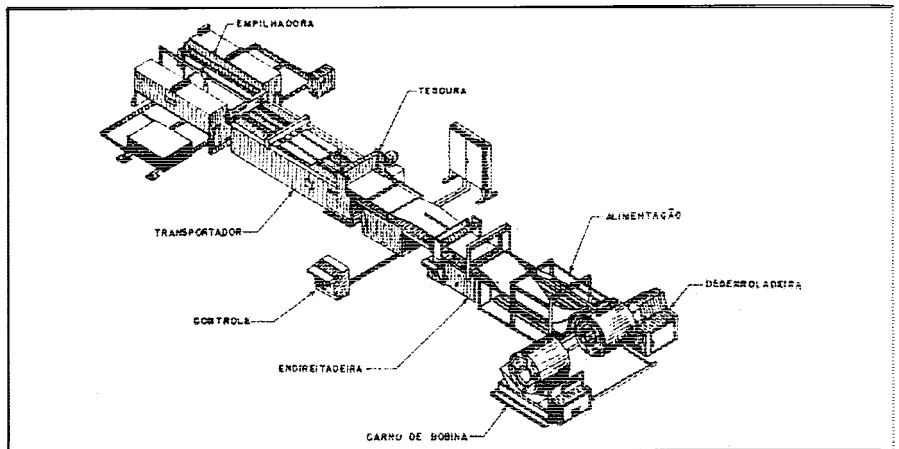 EMPILHADORA
TESOURA
ALIMENTAÇÃO
TRANSPORTADOR
DESENROLADEIRA
CONTROLE
ENDIREITADEIRA
CARRO DE BOBINA